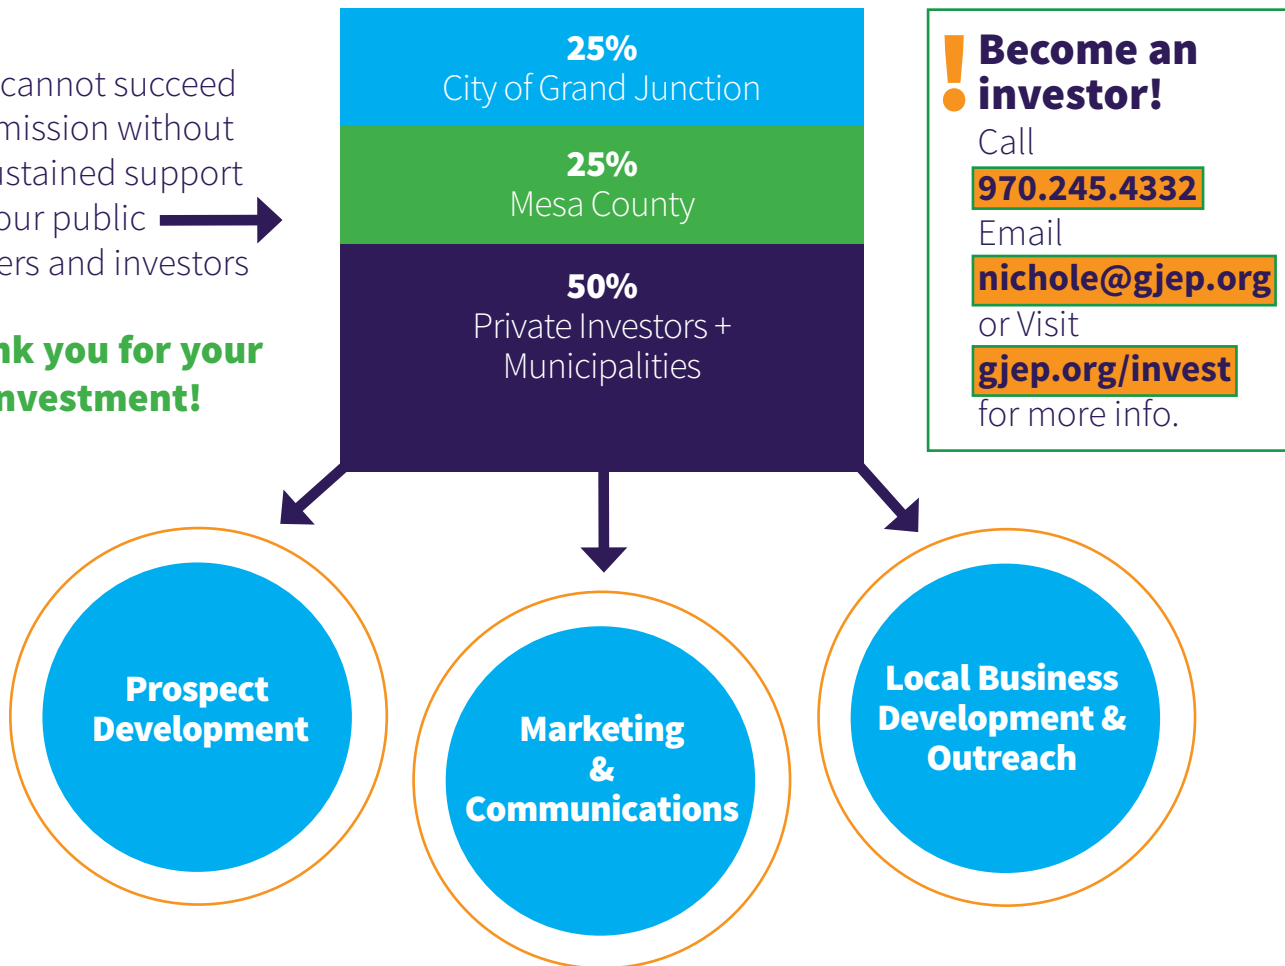 cannot succeed
mission without
ustained support
our public
ers and investors
nk you for your
nvestment!
25%
City of Grand Junction
25%
Mesa County
50%
Private Investors +
Municipalities
! Become an
investor!
Call
970.245.4332
Email
nichole@gjep.org
or Visit
gjep.org/invest
for more info.
Prospect
Development
Marketing
&
Communications
Local Business
Development &
Outreach